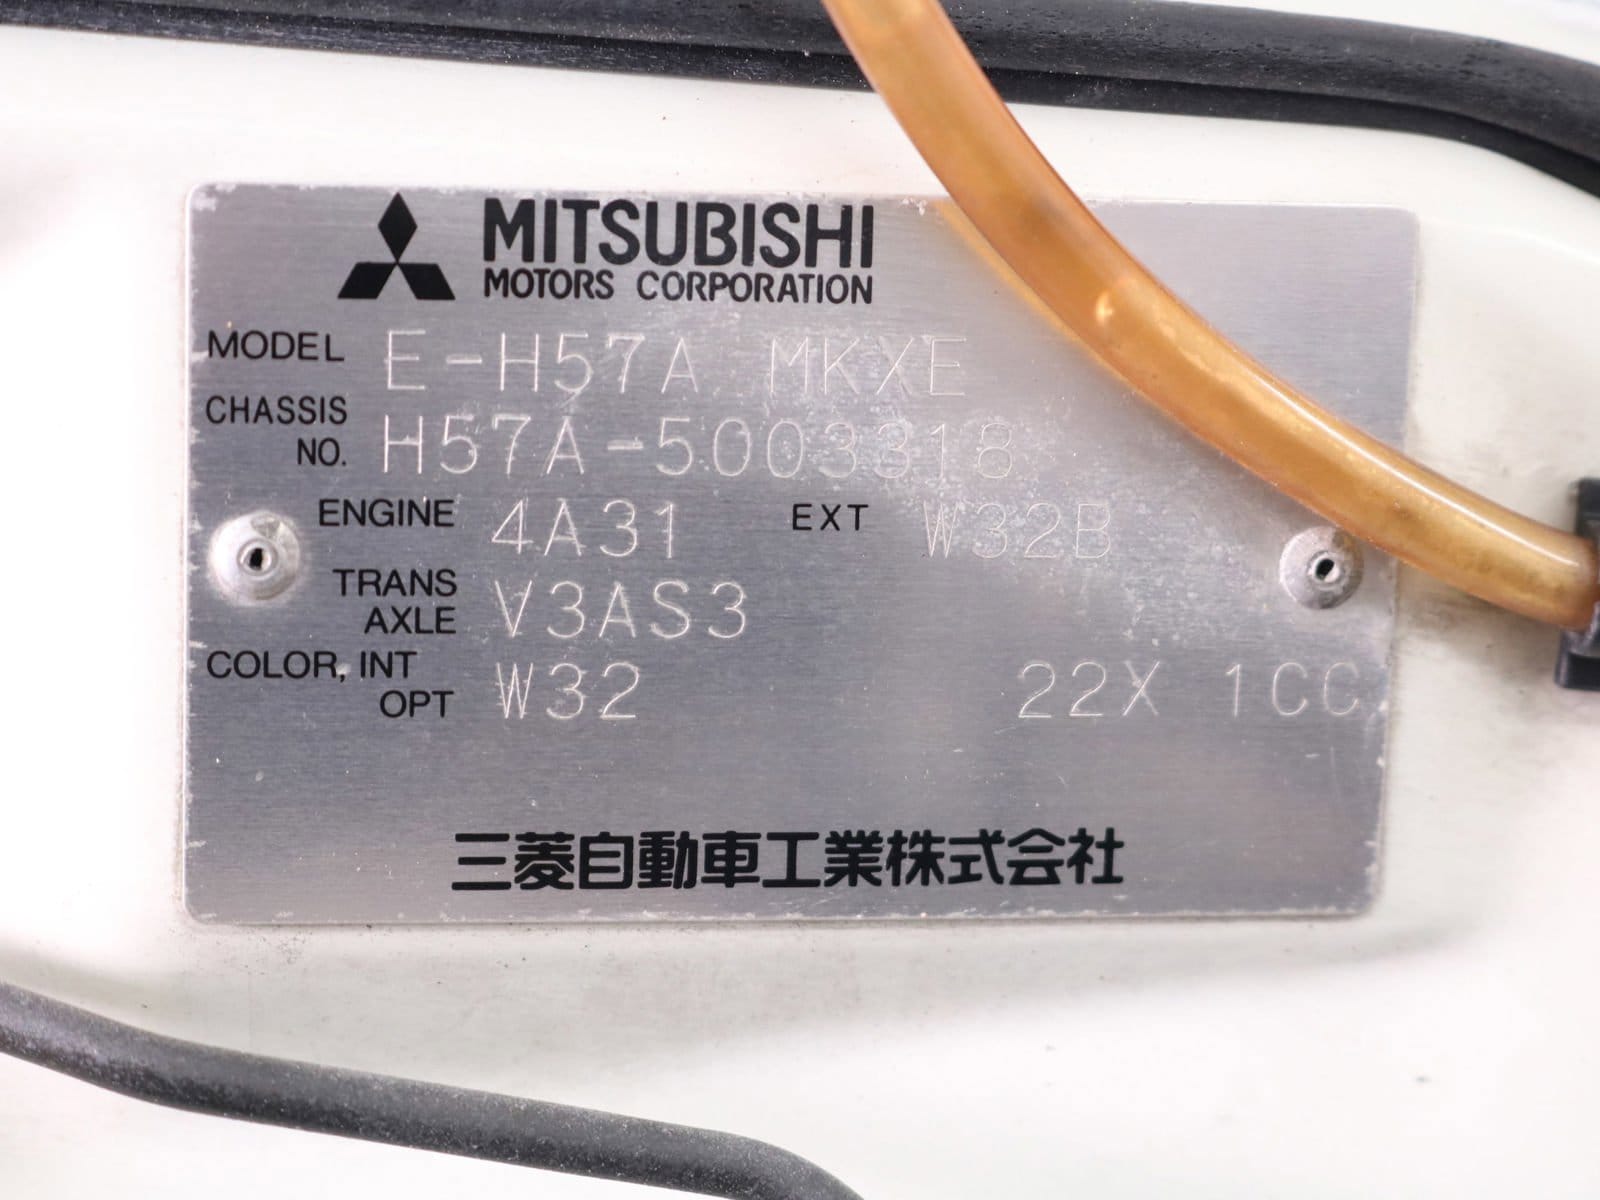 MITSUBISHI
MOTORS CORPORATION
MODEL E-H57A MKXE
CHASSIS NO. H57A-5003318
ENGINE 4A31 EXT W32B
TRANS AXLE V3AS3
COLOR, INT OPT W32 22X 1CC
三菱自動車工業株式会社